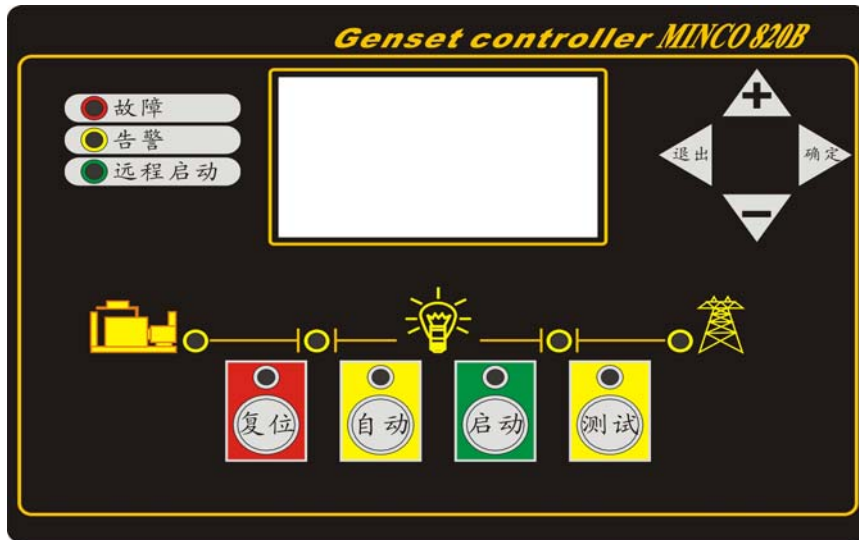 Genset controller MINCO 820B
故障
告警
远程启动
+
退出
确定
−
复位
自动
启动
测试